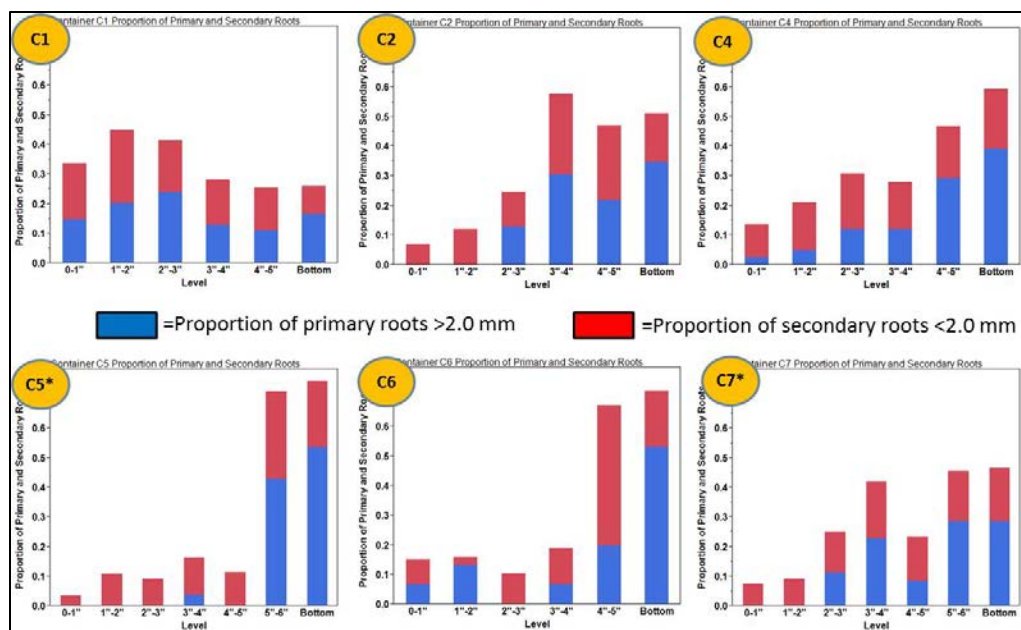 C1
Container C1 Proportion of Primary and Secondary Roots
Proportion of Primary and Secondary Roots
0.6
0.5
0.4
0.3
0.2
0.1
0.0
0-1" 1"-2" 2"-3" 3"-4" 4"-5" Bottom
Level
C2
Container C2 Proportion of Primary and Secondary Roots
Proportion of Primary and Secondary Roots
0.6
0.5
0.4
0.3
0.2
0.1
0.0
0-1" 1"-2" 2"-3" 3"-4" 4"-5" Bottom
Level
C4
Container C4 Proportion of Primary and Secondary Roots
Proportion of Primary and Secondary Roots
0.6
0.5
0.4
0.3
0.2
0.1
0.0
0-1" 1"-2" 2"-3" 3"-4" 4"-5" Bottom
Level
=Proportion of primary roots >2.0 mm
=Proportion of secondary roots <2.0 mm
C5*
Container C5 Proportion of Primary and Secondary Roots
Proportion of Primary and Secondary Roots
0.6
0.5
0.4
0.3
0.2
0.1
0.0
0-1" 1"-2" 2"-3" 3"-4" 4"-5" 5"-6" Bottom
Level
C6
Container C6 Proportion of Primary and Secondary Roots
Proportion of Primary and Secondary Roots
0.6
0.5
0.4
0.3
0.2
0.1
0.0
0-1" 1"-2" 2"-3" 3"-4" 4"-5" Bottom
Level
C7*
Container C7 Proportion of Primary and Secondary Roots
Proportion of Primary and Secondary Roots
0.6
0.5
0.4
0.3
0.2
0.1
0.0
0-1" 1"-2" 2"-3" 3"-4" 4"-5" 5"-6" Bottom
Level